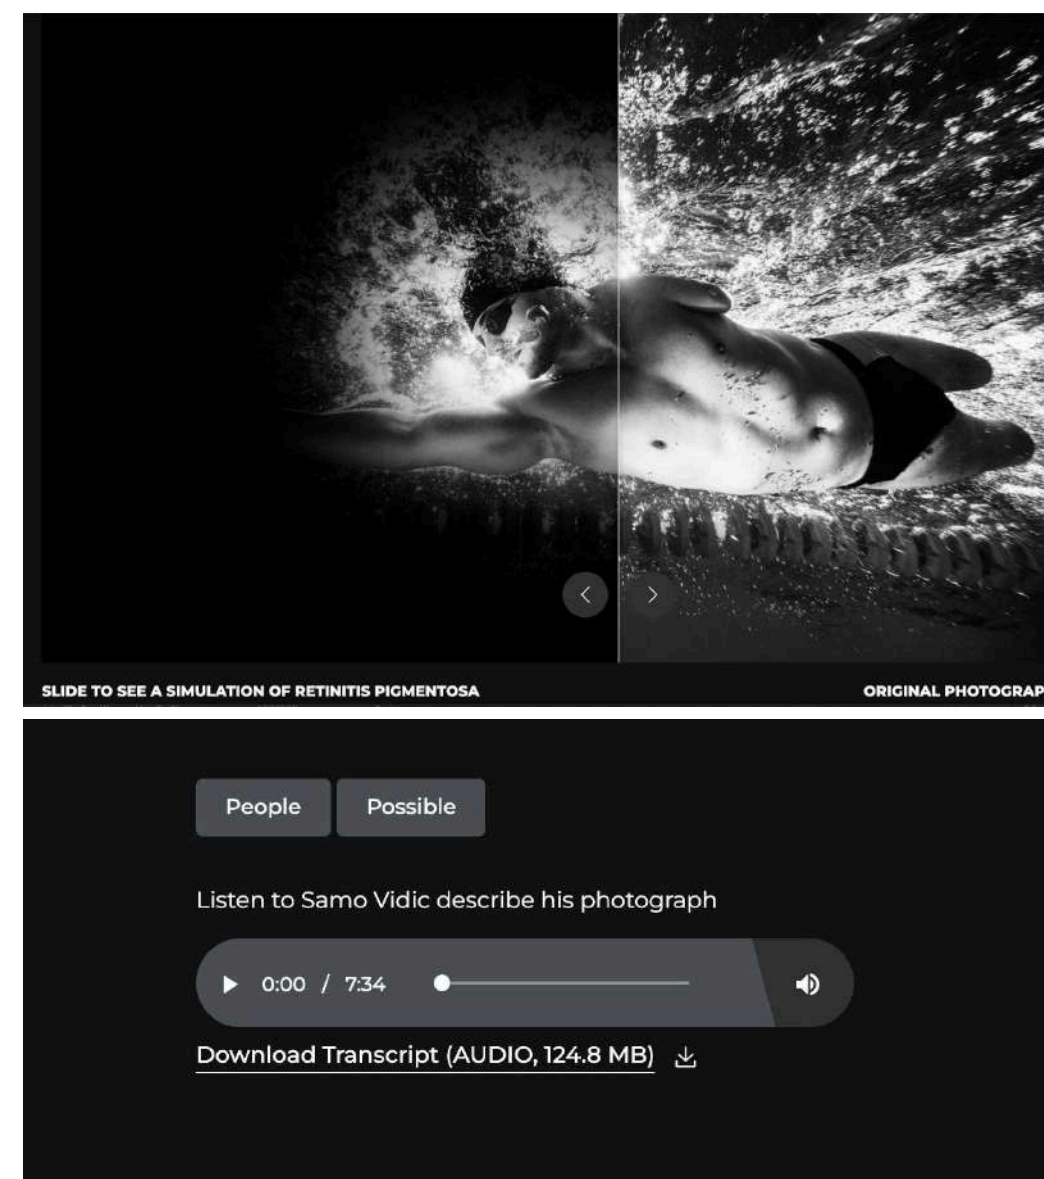 SLIDE TO SEE A SIMULATION OF RETINITIS PIGMENTOSA
ORIGINAL PHOTOGRAP
People
Possible
Listen to Samo Vidic describe his photograph
0:00 / 7:34
Download Transcript (AUDIO, 124.8 MB)